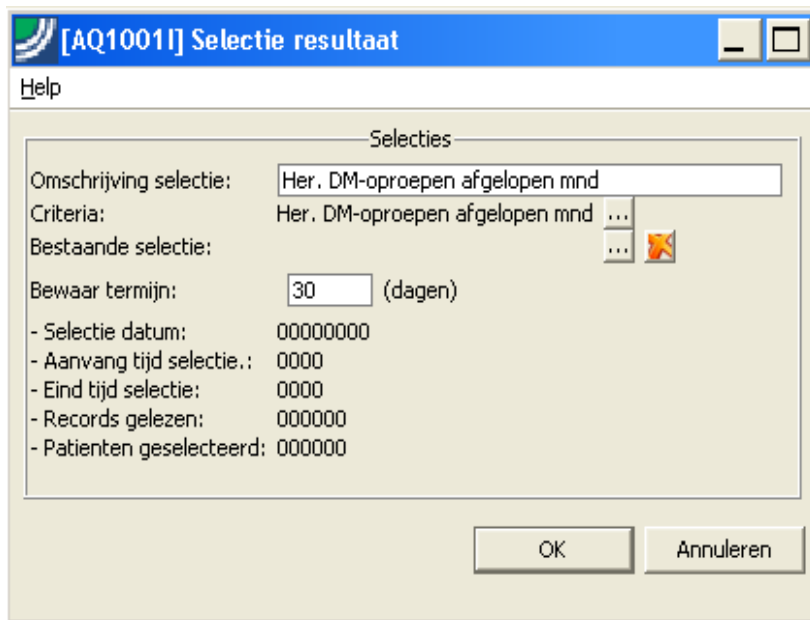 [AQ1001I] Selectie resultaat
Help
Selecties
Omschrijving selectie: Her. DM-oproepen afgelopen mnd
Criteria: Her. DM-oproepen afgelopen mnd ...
Bestaande selectie: ...
Bewaar termijn: 30 (dagen)
- Selectie datum: 00000000
- Aanvang tijd selectie.: 0000
- Eind tijd selectie: 0000
- Records gelezen: 000000
- Patienten geselecteerd: 000000
OK Annuleren